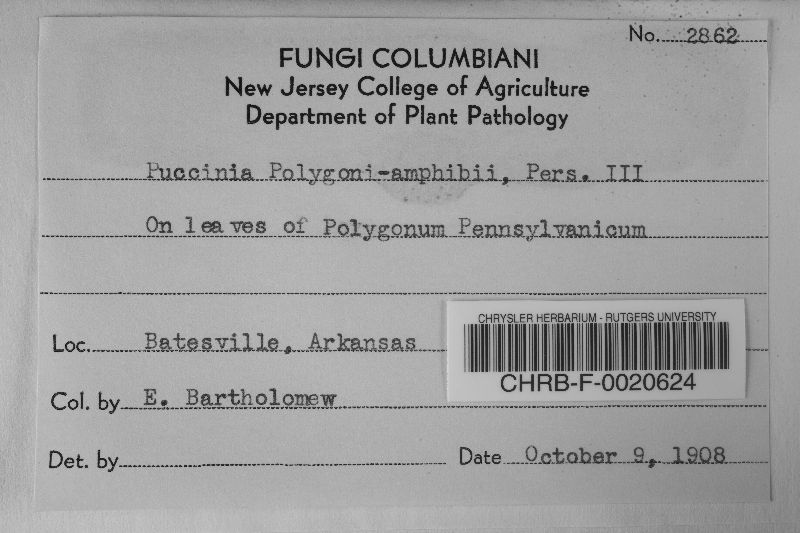 No. 2862
FUNGI COLUMBIANI
New Jersey College of Agriculture
Department of Plant Pathology
Puccinia Polygoni-amphibii, Pers. III
On leaves of Polygonum Pennsylvanicum
Loc. Batesville, Arkansas
CHRYSLER HERBARIUM - RUTGERS UNIVERSITY
CHRB-F-0020624
Col. by E. Bartholomew
Det. by
Date October 9, 1908